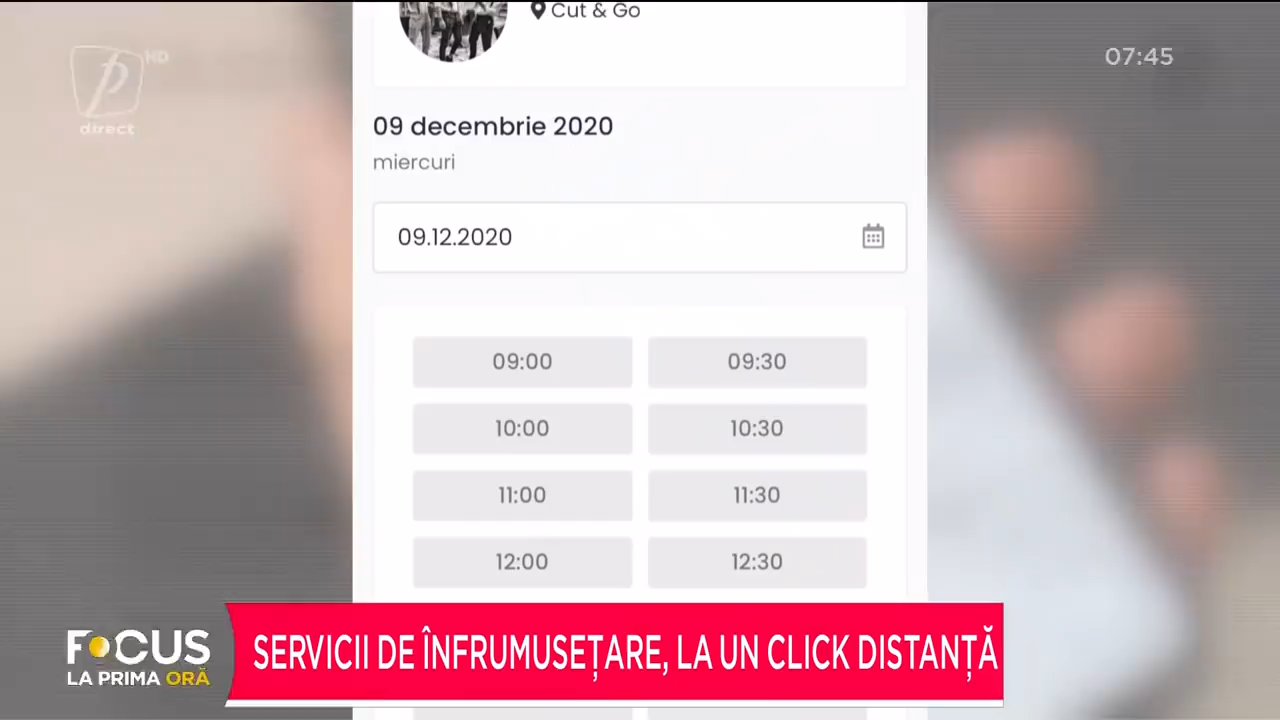 Cut & Go
HD
direct
07:45
09 decembrie 2020
miercuri
09.12.2020
09:00
09:30
10:00
10:30
11:00
11:30
12:00
12:30
FOCUS
LA PRIMA ORĂ
SERVICII DE ÎNFRUMUSEȚARE, LA UN CLICK DISTANȚĂ